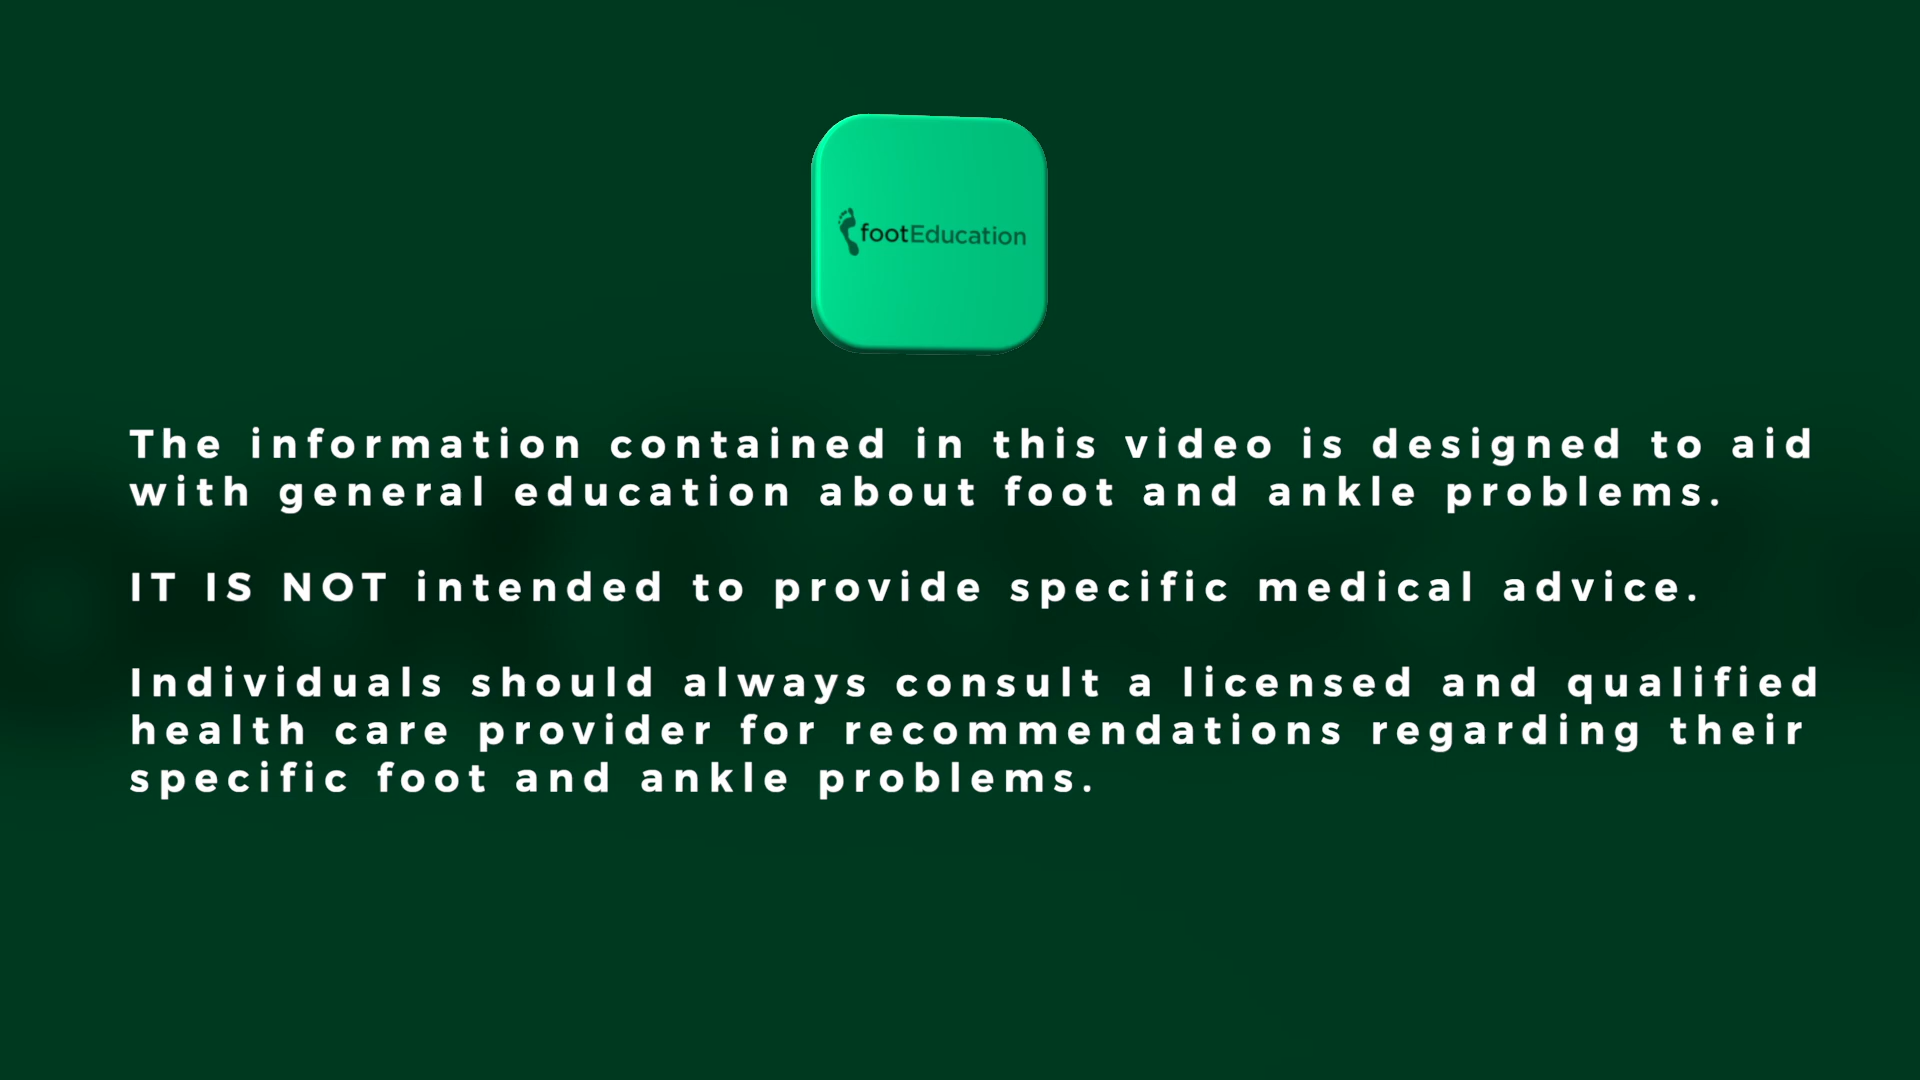 footEducation
The information contained in this video is designed to aid
with general education about foot and ankle problems.
IT IS NOT intended to provide specific medical advice.
Individuals should always consult a licensed and qualified
health care provider for recommendations regarding their
specific foot and ankle problems.